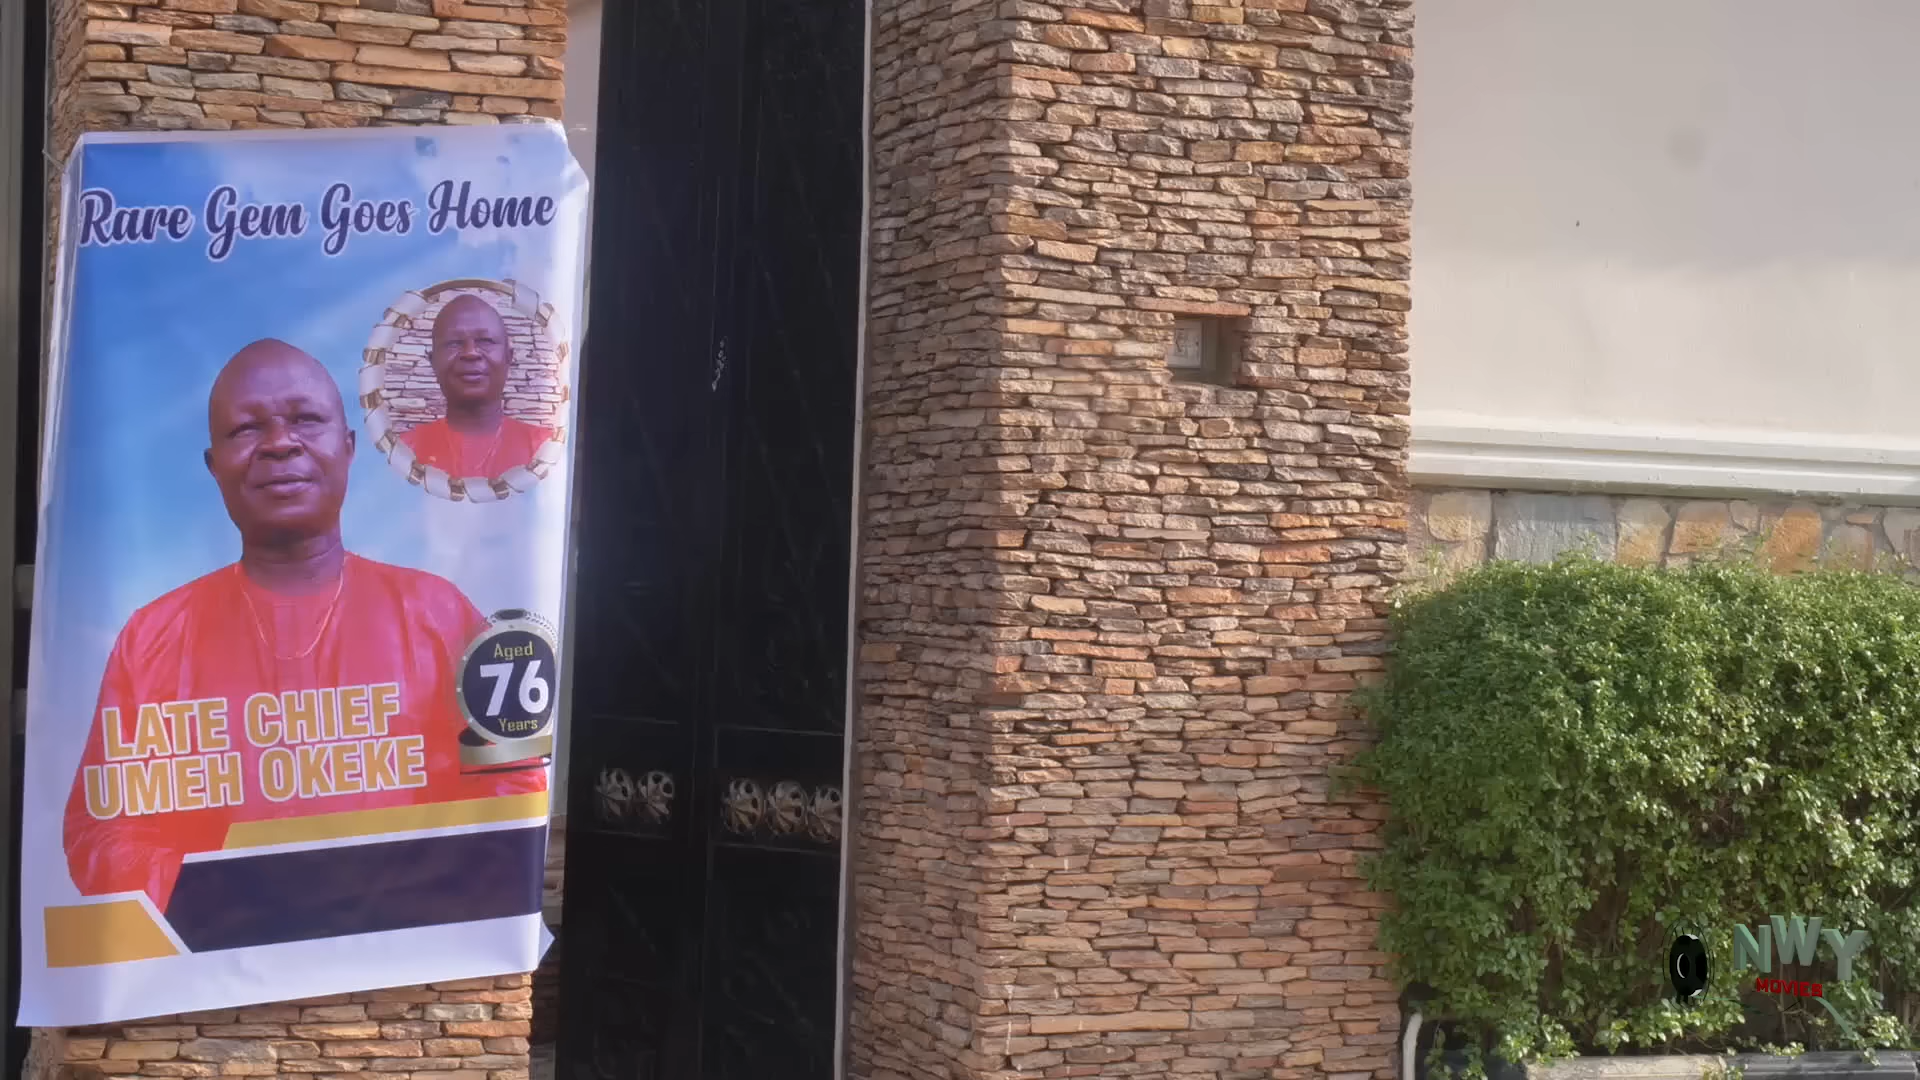 Rare Gem Goes Home
Aged
76
Years
LATE CHIEF
UMEH OKEKE
NWY
MOVIES